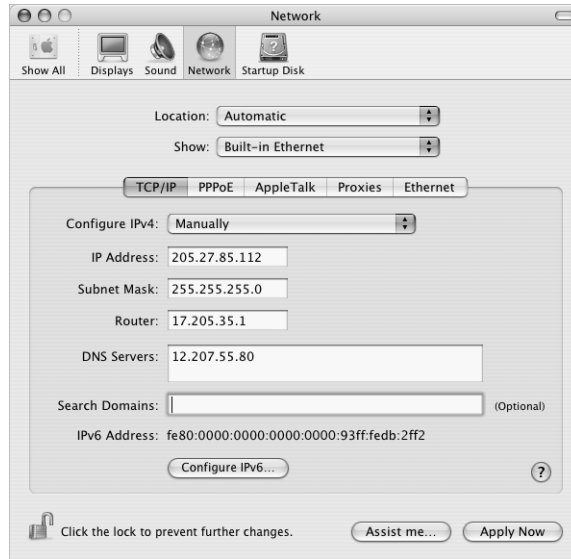 Network
Show All Displays Sound Network Startup Disk
Location: Automatic
Show: Built-in Ethernet
TCP/IP PPPoE AppleTalk Proxies Ethernet
Configure IPv4: Manually
IP Address: 205.27.85.112
Subnet Mask: 255.255.255.0
Router: 17.205.35.1
DNS Servers: 12.207.55.80
Search Domains: (Optional)
IPv6 Address: fe80:0000:0000:0000:0000:93ff:fedb:2ff2
Configure IPv6...
?
Click the lock to prevent further changes. Assist me... Apply Now